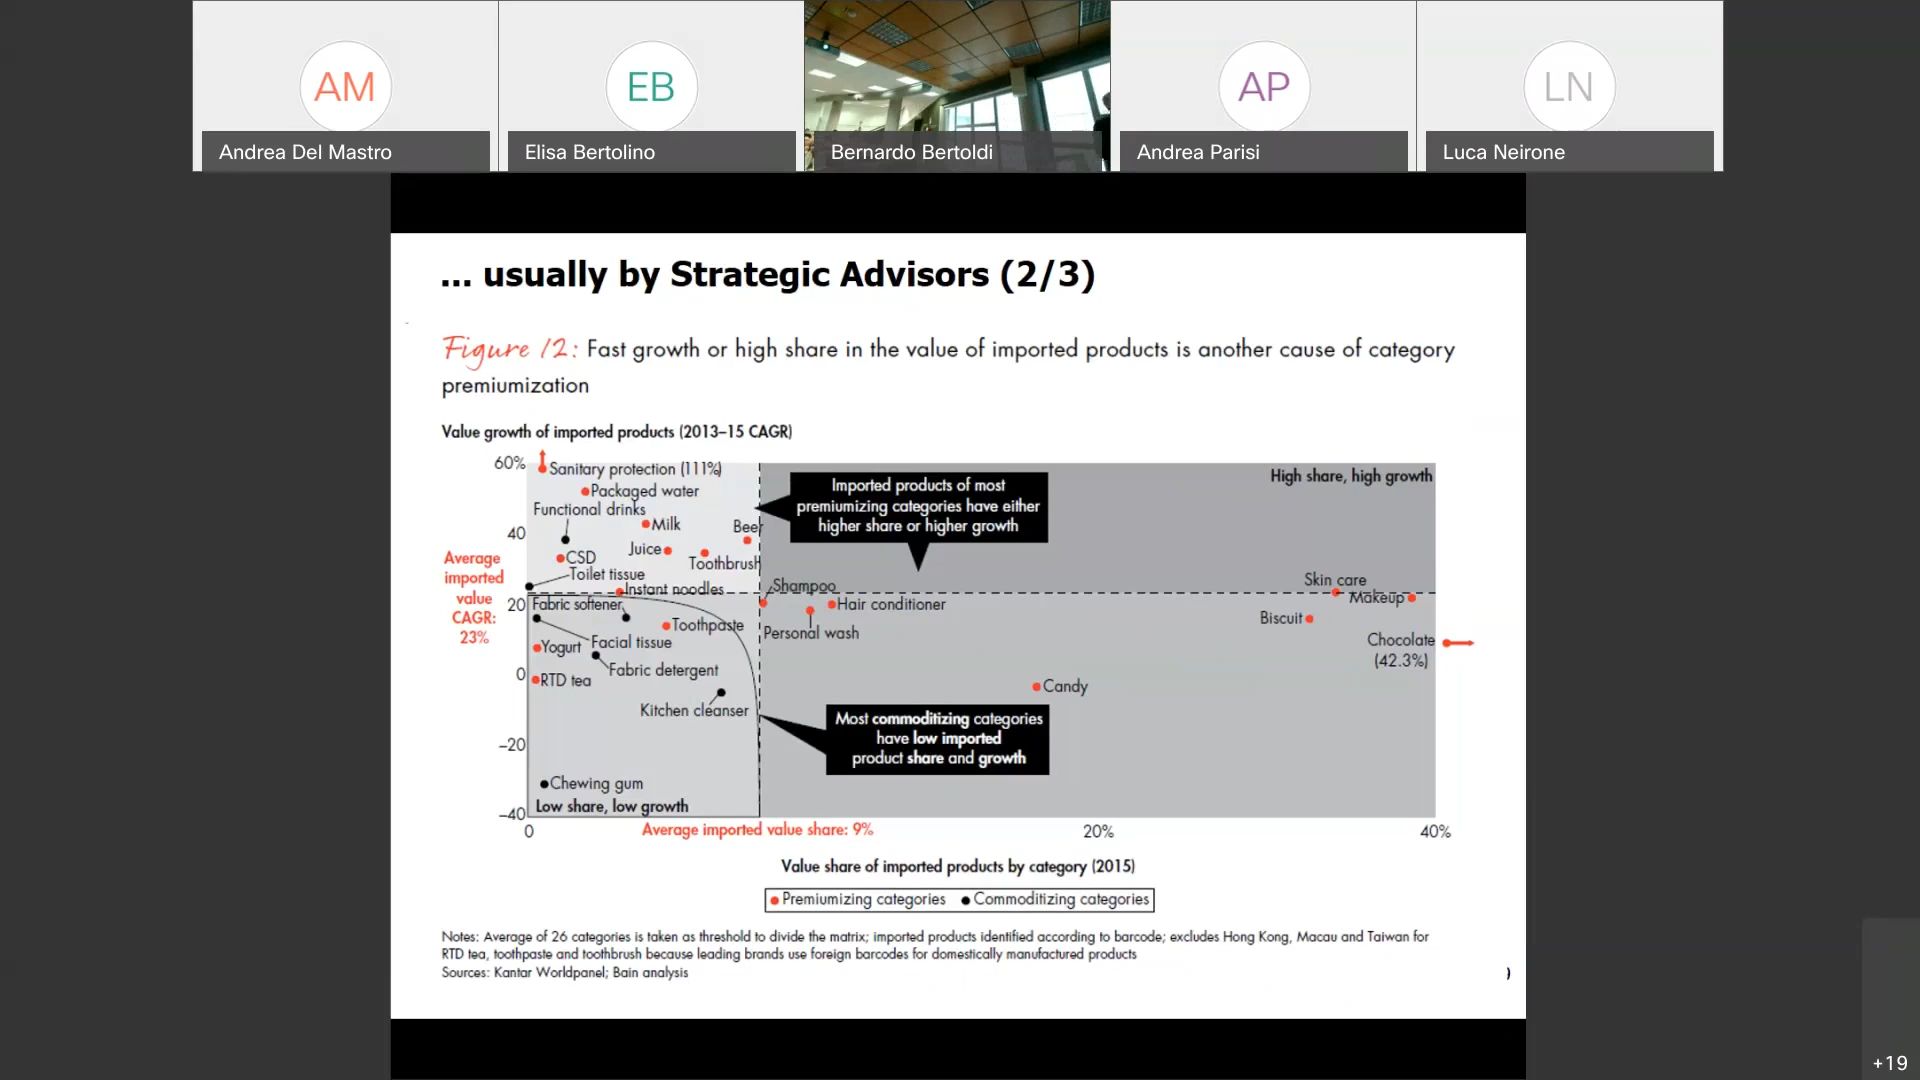 AM
EB
AP
LN
Andrea Del Mastro
Elisa Bertolino
Bernardo Bertoldi
Andrea Parisi
Luca Neirone
... usually by Strategic Advisors (2/3)
Figure 12: Fast growth or high share in the value of imported products is another cause of category
premiumization
Value growth of imported products (2013–15 CAGR)
60%
40
20
0
–20
–40
Average
imported
value
CAGR:
23%
Sanitary protection (111%)
Packaged water
Functional drinks
Milk
Beer
Juice
Toothbrush
CSD
Toilet tissue
Instant noodles
Fabric softener
Toothpaste
Yogurt
Facial tissue
Fabric detergent
RTD tea
Kitchen cleanser
Chewing gum
Low share, low growth
Imported products of most
premiumizing categories have either
higher share or higher growth
High share, high growth
Shampoo
Hair conditioner
Personal wash
Skin care
Makeup
Biscuit
Chocolate
(42.3%)
Candy
Most commoditizing categories
have low imported
product share and growth
0
Average imported value share: 9%
20%
40%
Value share of imported products by category (2015)
Premiumizing categories
Commoditizing categories
Notes: Average of 26 categories is taken as threshold to divide the matrix; imported products identified according to barcode; excludes Hong Kong, Macau and Taiwan for
RTD tea, toothpaste and toothbrush because leading brands use foreign barcodes for domestically manufactured products
Sources: Kantar Worldpanel; Bain analysis
+19